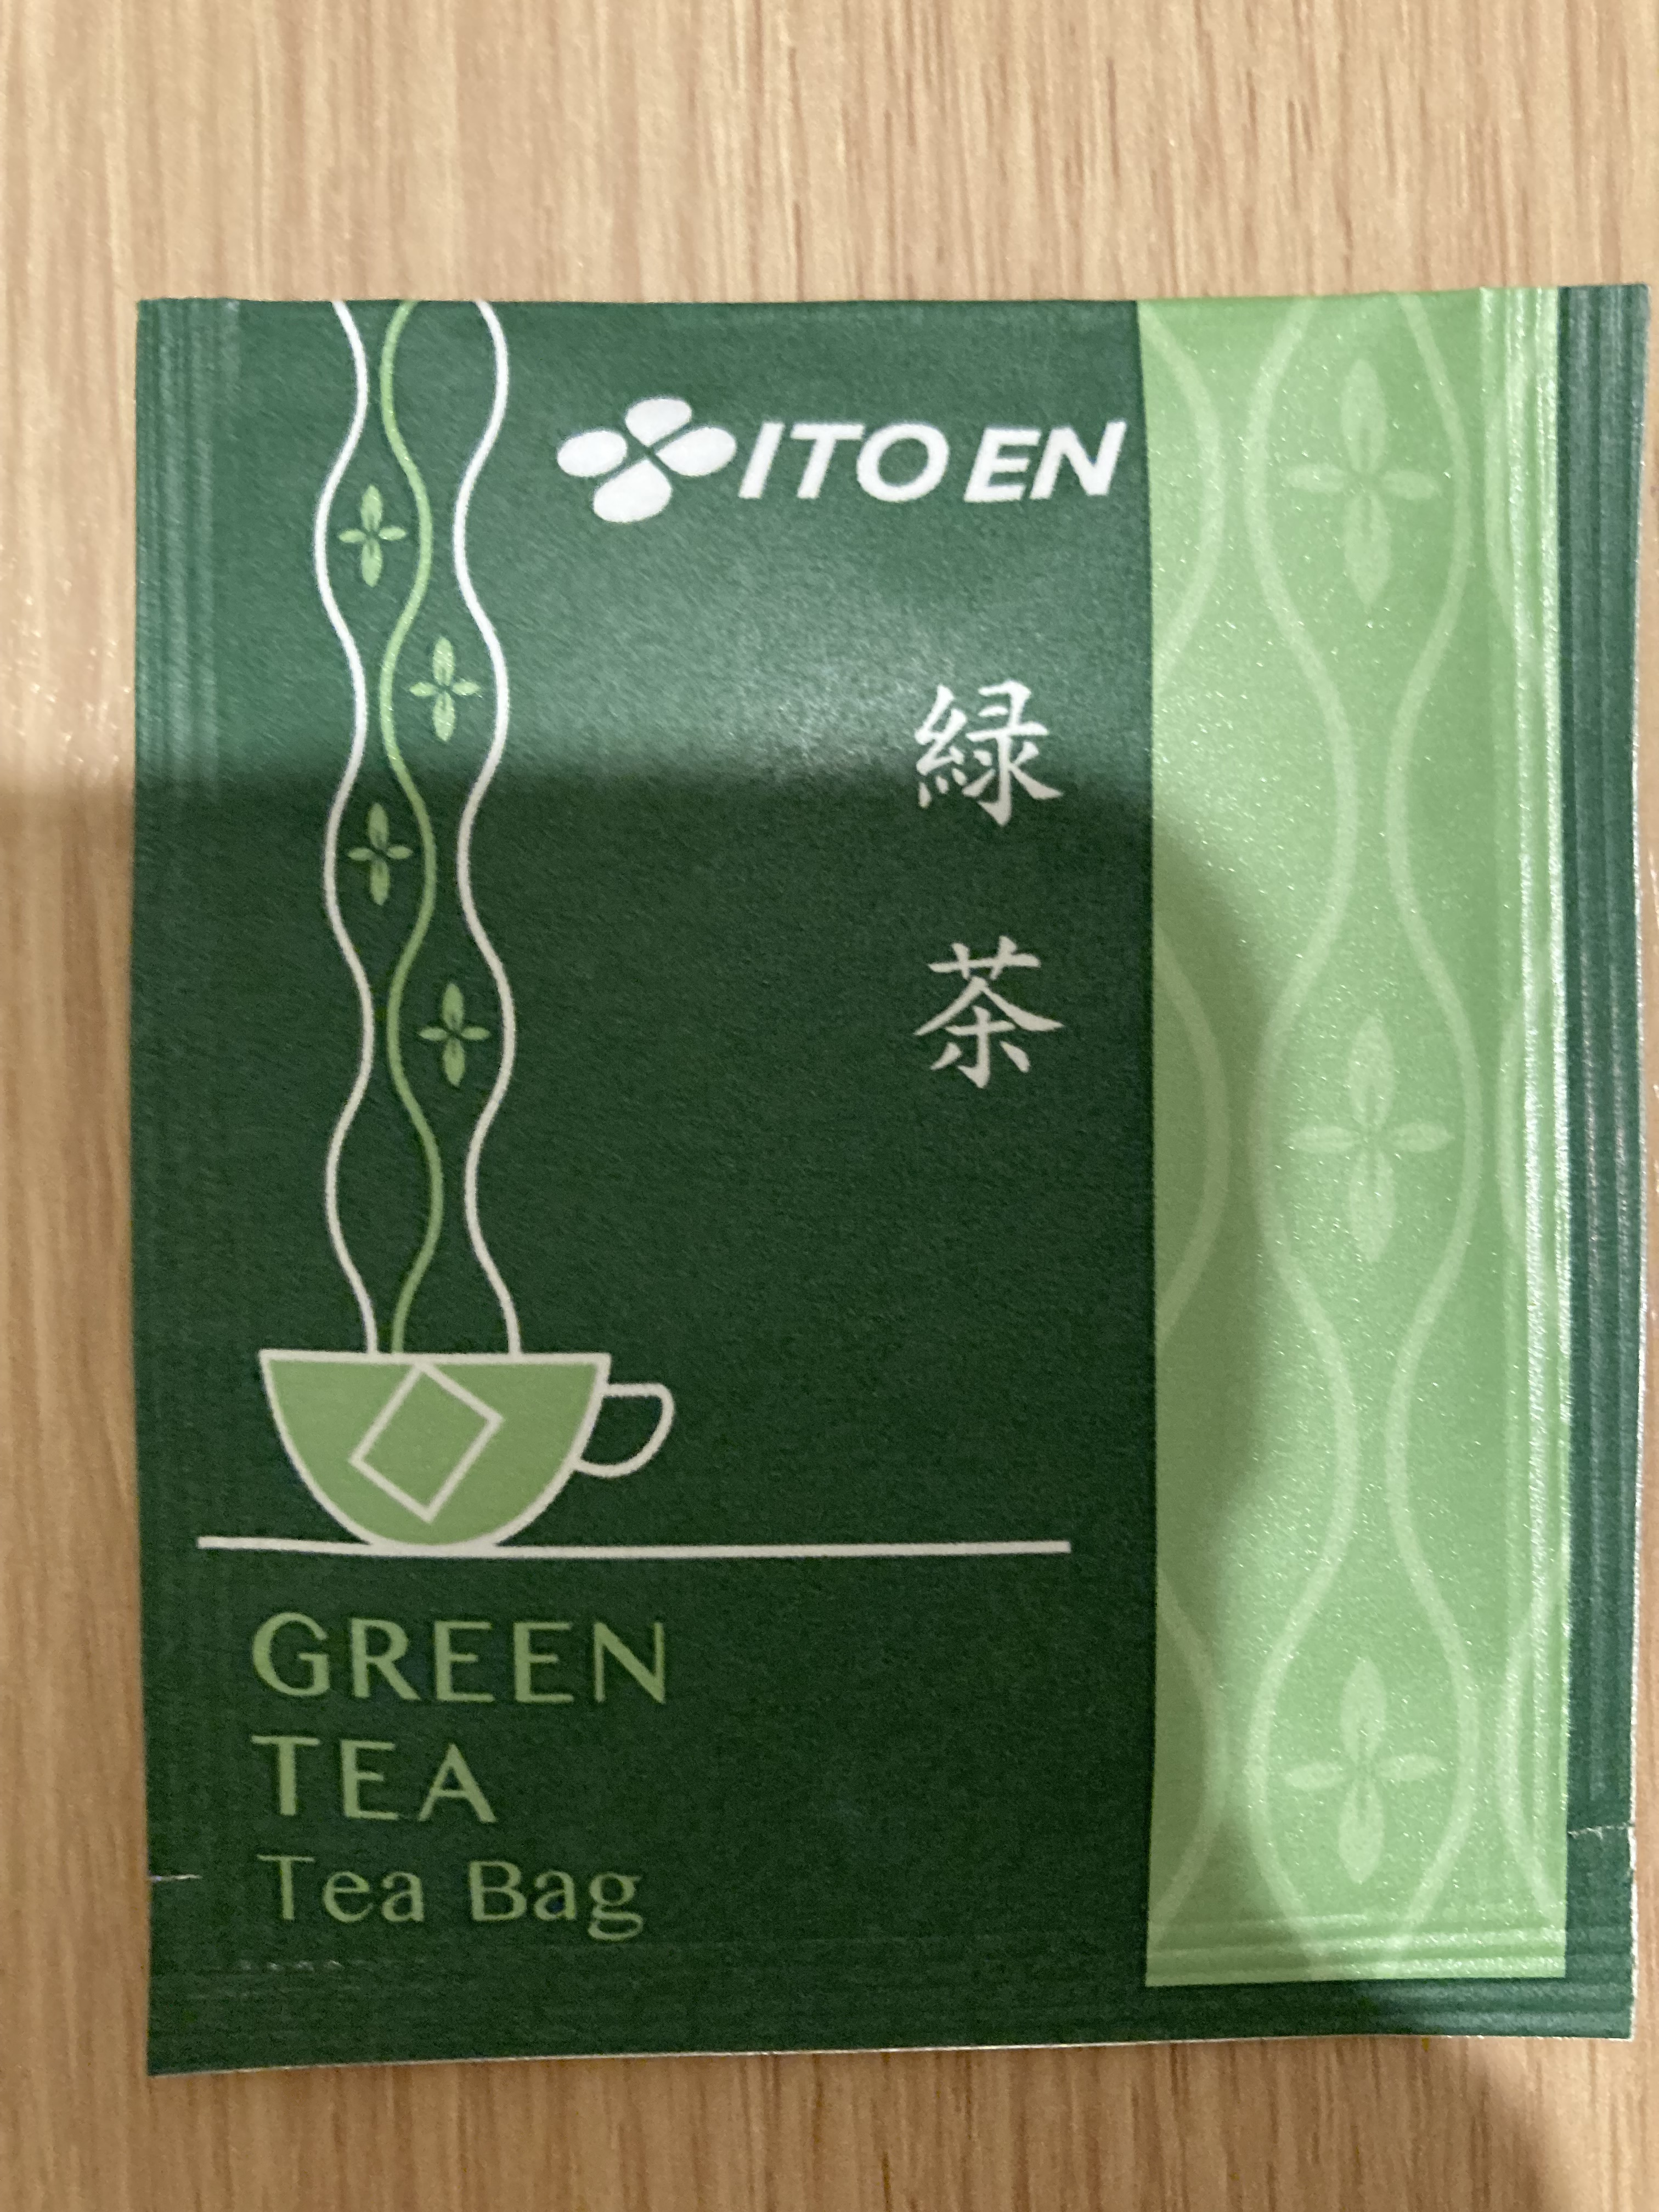 ITO EN
緑茶
GREEN
TEA
Tea Bag